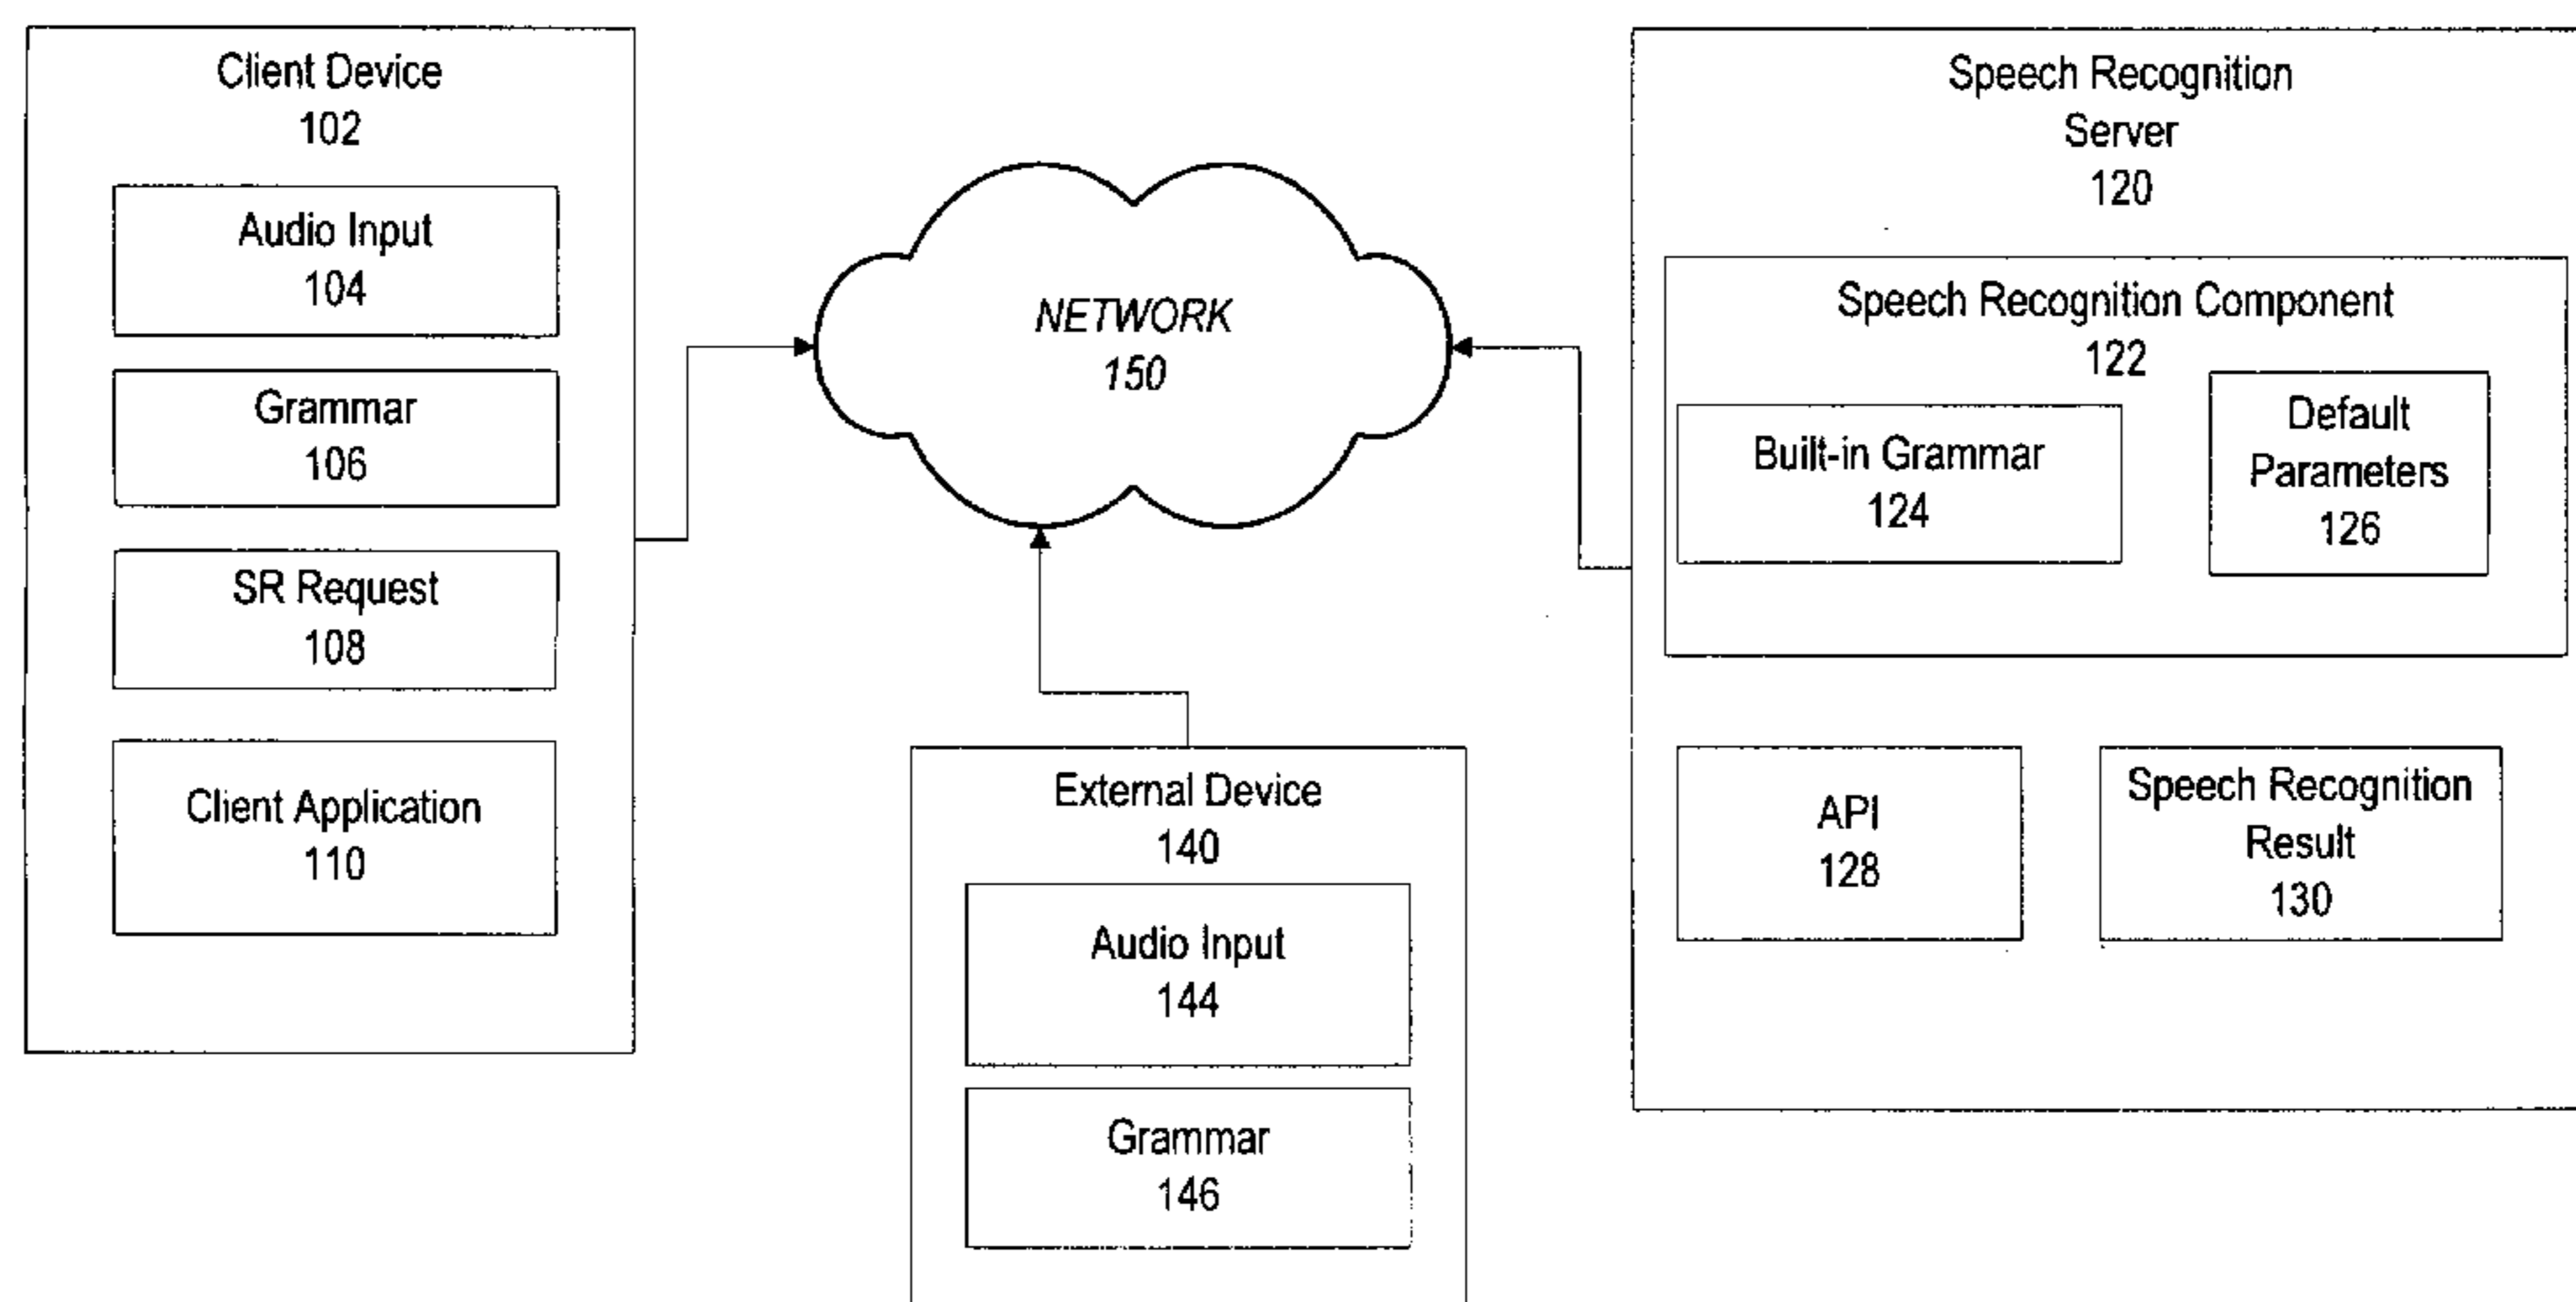 Client Device
102
Audio Input
104
Grammar
106
SR Request
108
Client Application
110
NETWORK
150
External Device
140
Audio Input
144
Grammar
146
Speech Recognition
Server
120
Speech Recognition Component
122
Built-in Grammar
124
Default
Parameters
126
API
128
Speech Recognition
Result
130